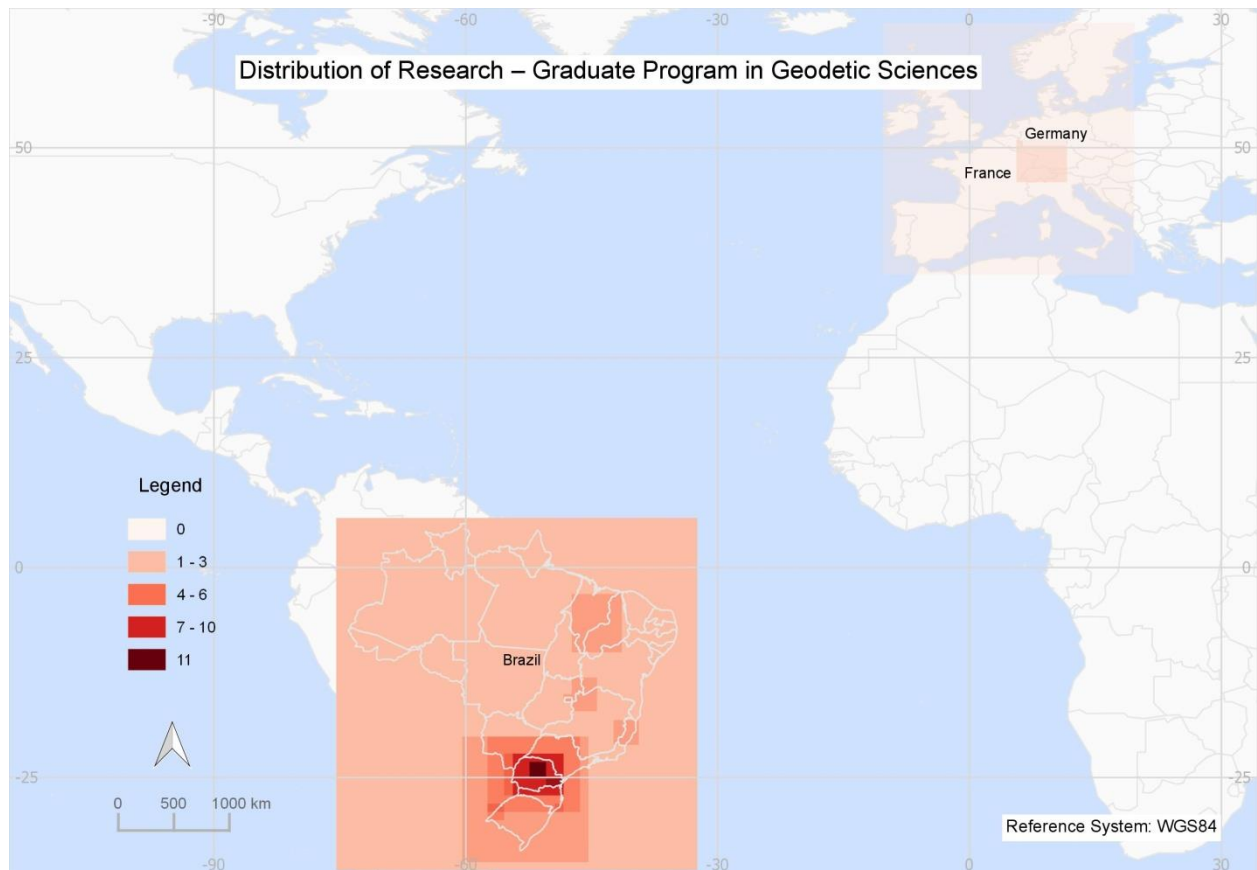 -90 -60 -30 0 30
Distribution of Research – Graduate Program in Geodetic Sciences
Germany
50 50
France
25 25
Legend
0
1 - 3
4 - 6
7 - 10
11
0 0
Brazil
-25 -25
0 500 1000 km
Reference System: WGS84
-90 -60 -30 0 30